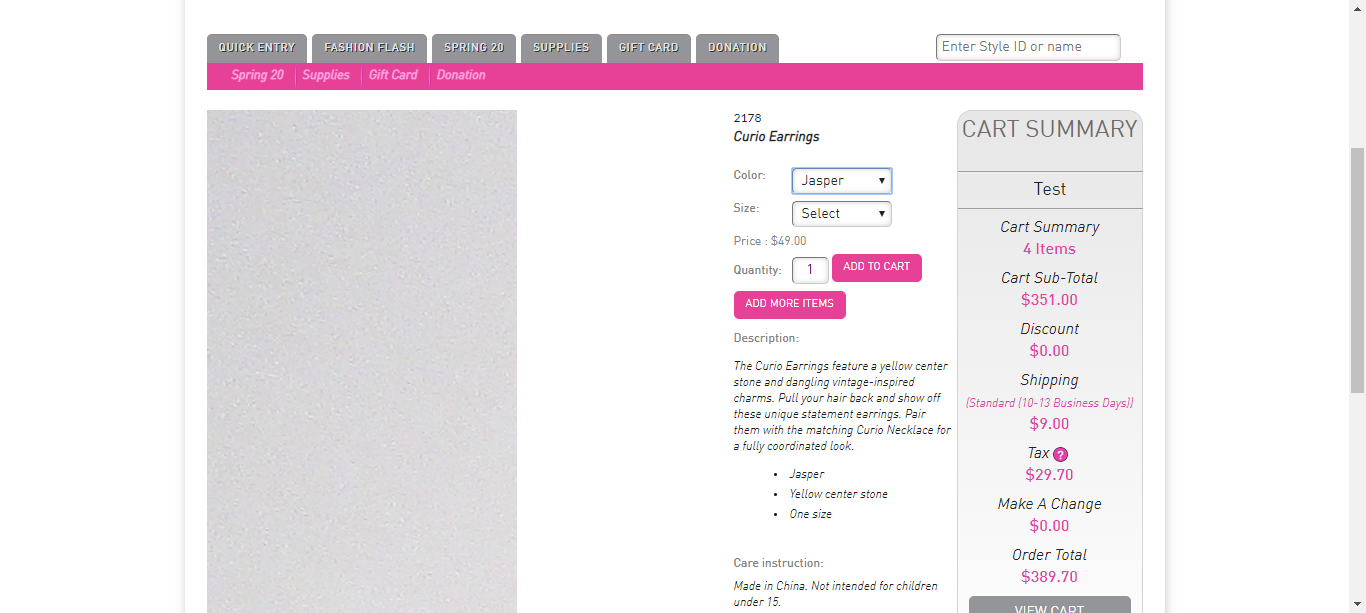 QUICK ENTRY
FASHION FLASH
SPRING 20
SUPPLIES
GIFT CARD
DONATION
Enter Style ID or name
Spring 20
Supplies
Gift Card
Donation
2178
Curio Earrings
Color:
Jasper
Size:
Select
Price : $49.00
Quantity:
1
ADD TO CART
ADD MORE ITEMS
Description:
The Curio Earrings feature a yellow center
stone and dangling vintage-inspired
charms. Pull your hair back and show off
these unique statement earrings. Pair
them with the matching Curio Necklace for
a fully coordinated look.
• Jasper
• Yellow center stone
• One size
Care instruction:
Made in China. Not intended for children
under 15.
CART SUMMARY
Test
Cart Summary
4 Items
Cart Sub-Total
$351.00
Discount
$0.00
Shipping
(Standard (10-13 Business Days))
$9.00
Tax ?
$29.70
Make A Change
$0.00
Order Total
$389.70
VIEW CART